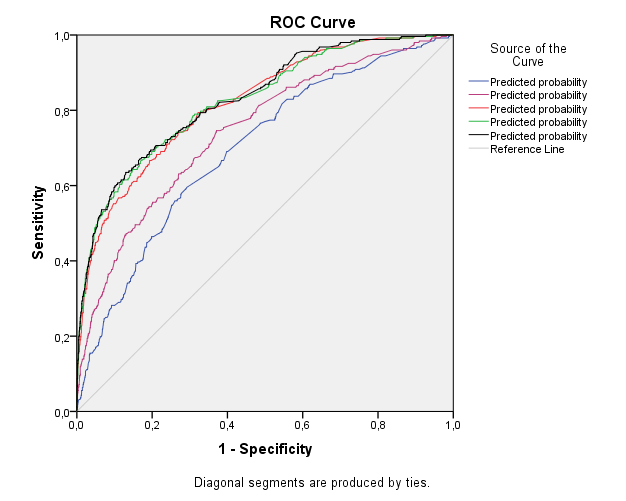 ROC Curve
Source of the
Curve
Predicted probability
Predicted probability
Predicted probability
Predicted probability
Predicted probability
Reference Line
Sensitivity
1,0
0,8
0,6
0,4
0,2
0,0
0,0 0,2 0,4 0,6 0,8 1,0
1 - Specificity
Diagonal segments are produced by ties.